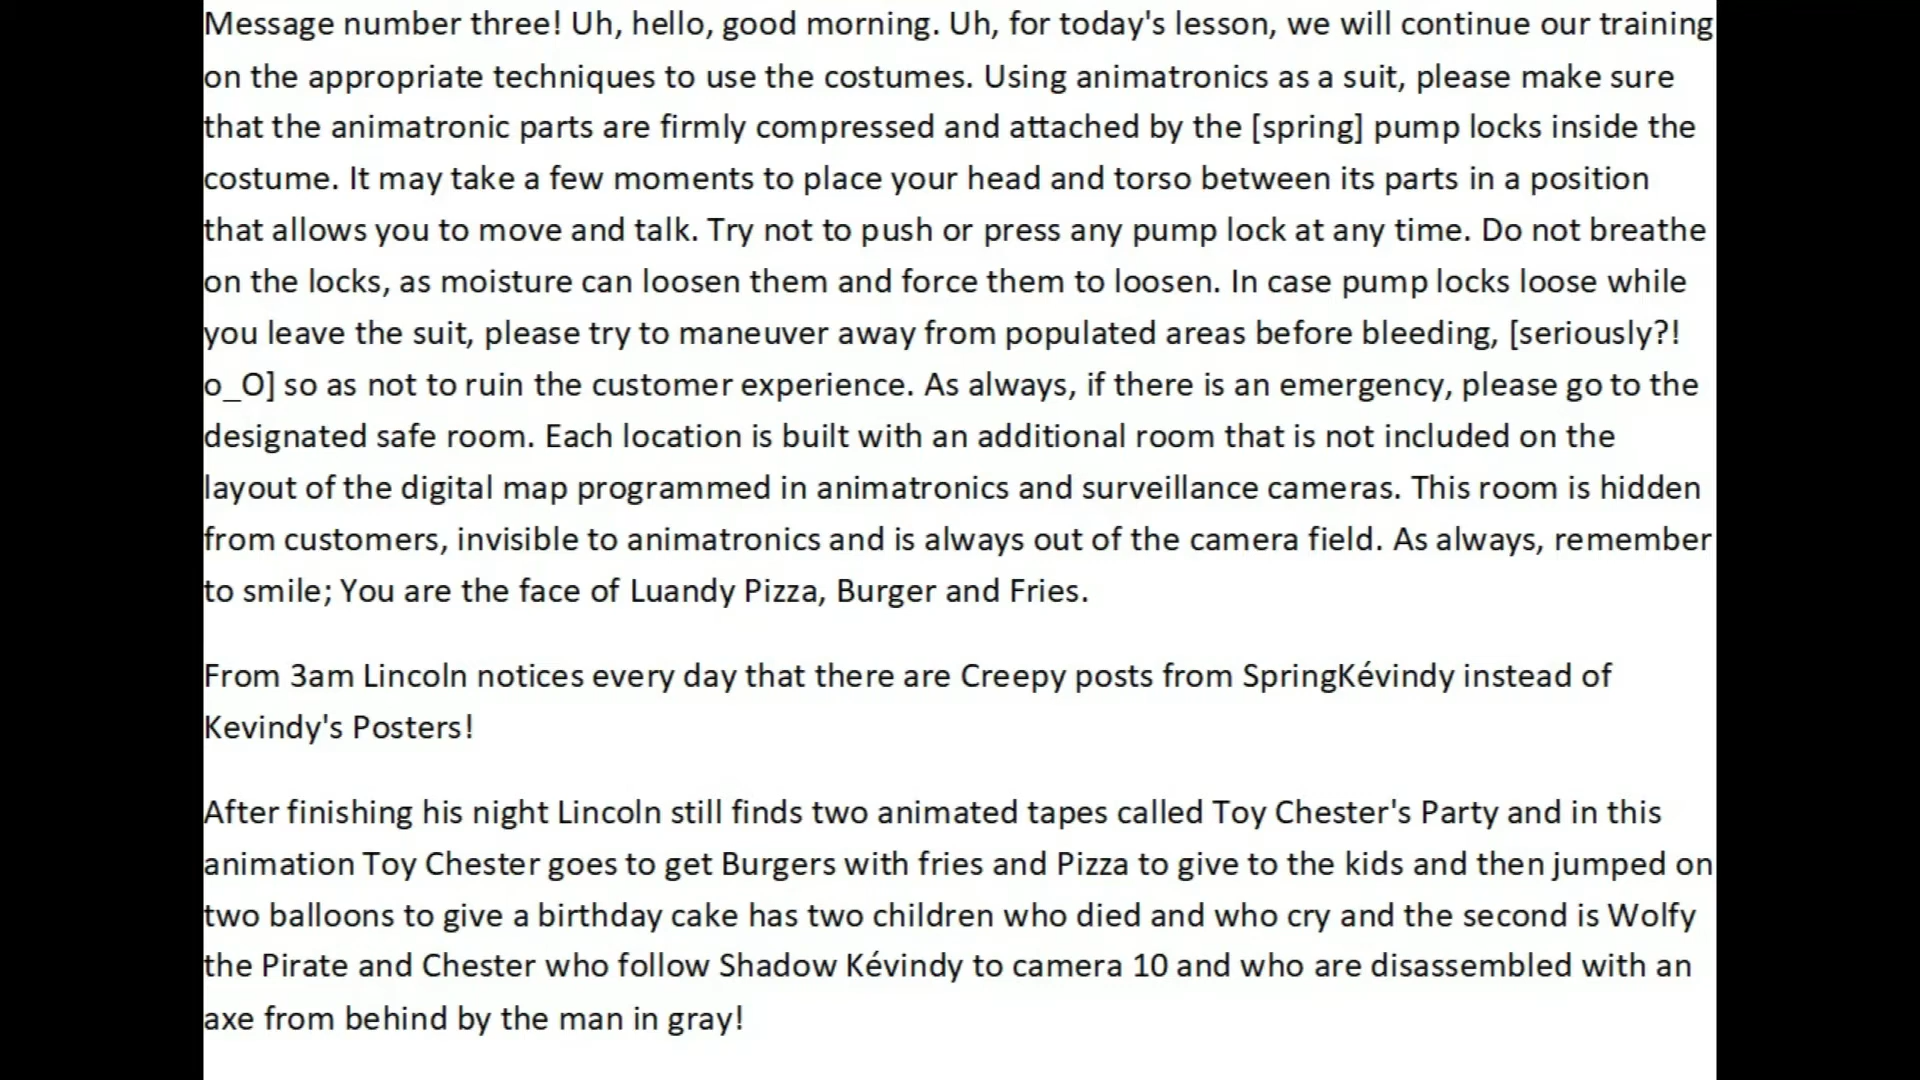 Message number three! Uh, hello, good morning. Uh, for today's lesson, we will continue our training
on the appropriate techniques to use the costumes. Using animatronics as a suit, please make sure
that the animatronic parts are firmly compressed and attached by the [spring] pump locks inside the
costume. It may take a few moments to place your head and torso between its parts in a position
that allows you to move and talk. Try not to push or press any pump lock at any time. Do not breathe
on the locks, as moisture can loosen them and force them to loosen. In case pump locks loose while
you leave the suit, please try to maneuver away from populated areas before bleeding, [seriously?!
o_O] so as not to ruin the customer experience. As always, if there is an emergency, please go to the
designated safe room. Each location is built with an additional room that is not included on the
layout of the digital map programmed in animatronics and surveillance cameras. This room is hidden
from customers, invisible to animatronics and is always out of the camera field. As always, remember
to smile; You are the face of Luandy Pizza, Burger and Fries.
From 3am Lincoln notices every day that there are Creepy posts from SpringKévindy instead of
Kevindy's Posters!
After finishing his night Lincoln still finds two animated tapes called Toy Chester's Party and in this
animation Toy Chester goes to get Burgers with fries and Pizza to give to the kids and then jumped on
two balloons to give a birthday cake has two children who died and who cry and the second is Wolfy
the Pirate and Chester who follow Shadow Kévindy to camera 10 and who are disassembled with an
axe from behind by the man in gray!